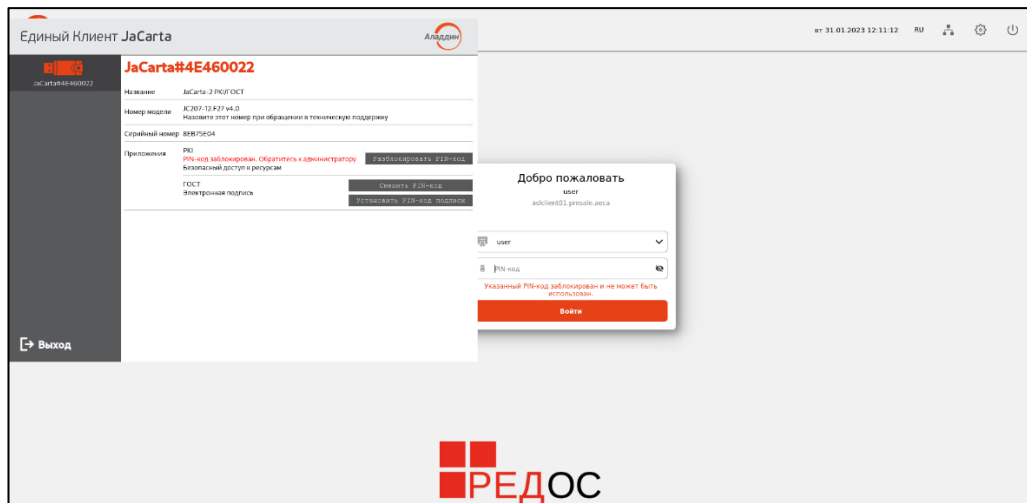 Единый Клиент JaCarta
Аладдин
вт 31.01.2023 12:11:12 RU
JaCarta#4E460022
JaCarta#4E460022
Название JaCarta-2 PKI/ГОСТ
Номер модели JC207-12.F27 v4.0
Назовите этот номер при обращении в техническую поддержку
Серийный номер 8EB75E04
Приложения PKI
PIN-код заблокирован. Обратитесь к администратору Разблокировать PIN-код
Безопасный доступ к ресурсам
ГОСТ Сменить PIN-код
Электронная подпись
Установить PIN-код подписи
Выход
Добро пожаловать
user
aldclient01.presale.aeca
user
PIN-код
Указанный PIN-код заблокирован и не может быть
использован.
Войти
РЕДОС